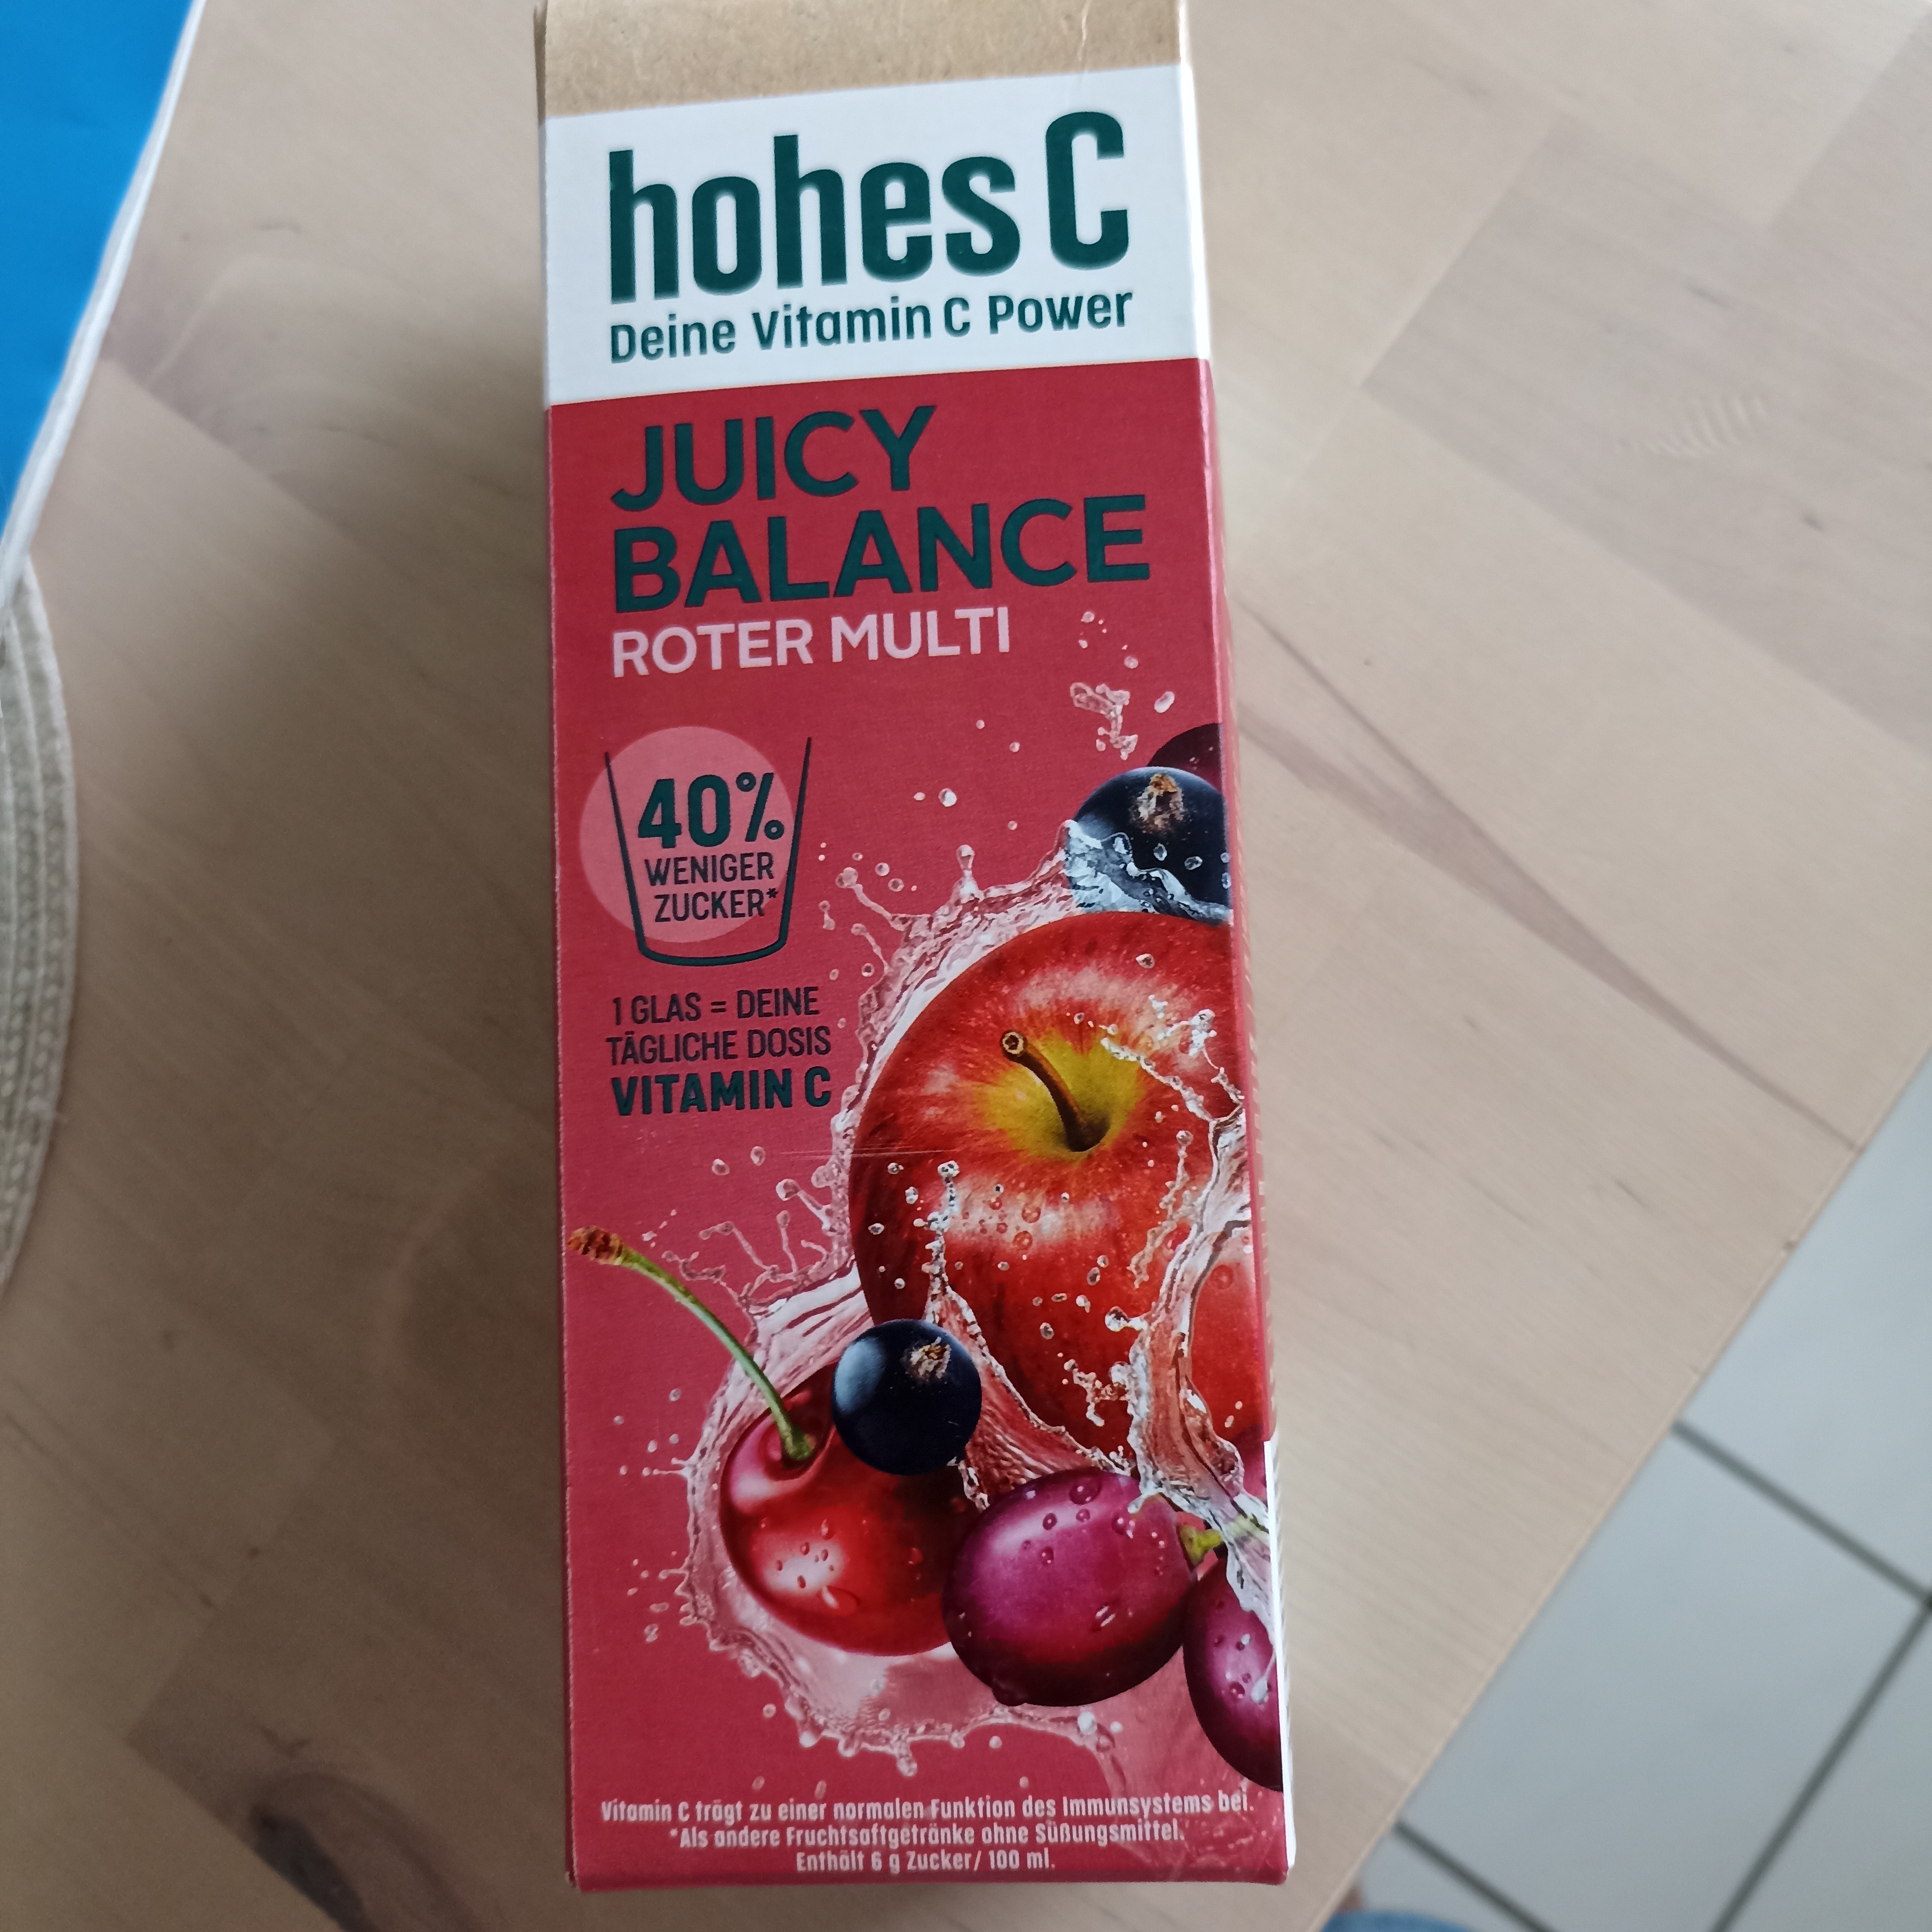 hohes C
Deine Vitamin C Power
JUICY
BALANCE
ROTER MULTI
40%
WENIGER
ZUCKER*
1 GLAS = DEINE
TÄGLICHE DOSIS
VITAMIN C
Vitamin C trägt zu einer normalen Funktion des Immunsystems bei.
*Als andere Fruchtsaftgetränke ohne Süßungsmittel.
Enthält 6 g Zucker/ 100 ml.